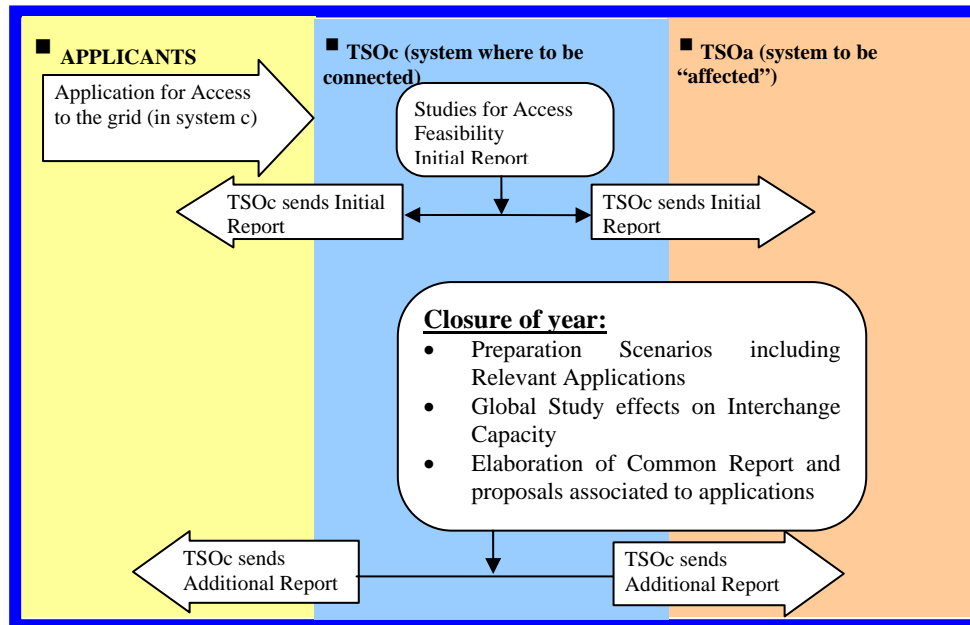 ■ APPLICANTS
■ TSOc (system where to be
connected)
■ TSOa (system to be
“affected”)
Application for Access
to the grid (in system c)
Studies for Access
Feasibility
Initial Report
TSOc sends Initial
Report
TSOc sends Initial
Report
Closure of year:
• Preparation Scenarios including
Relevant Applications
• Global Study effects on Interchange
Capacity
• Elaboration of Common Report and
proposals associated to applications
TSOc sends
Additional Report
TSOc sends
Additional Report